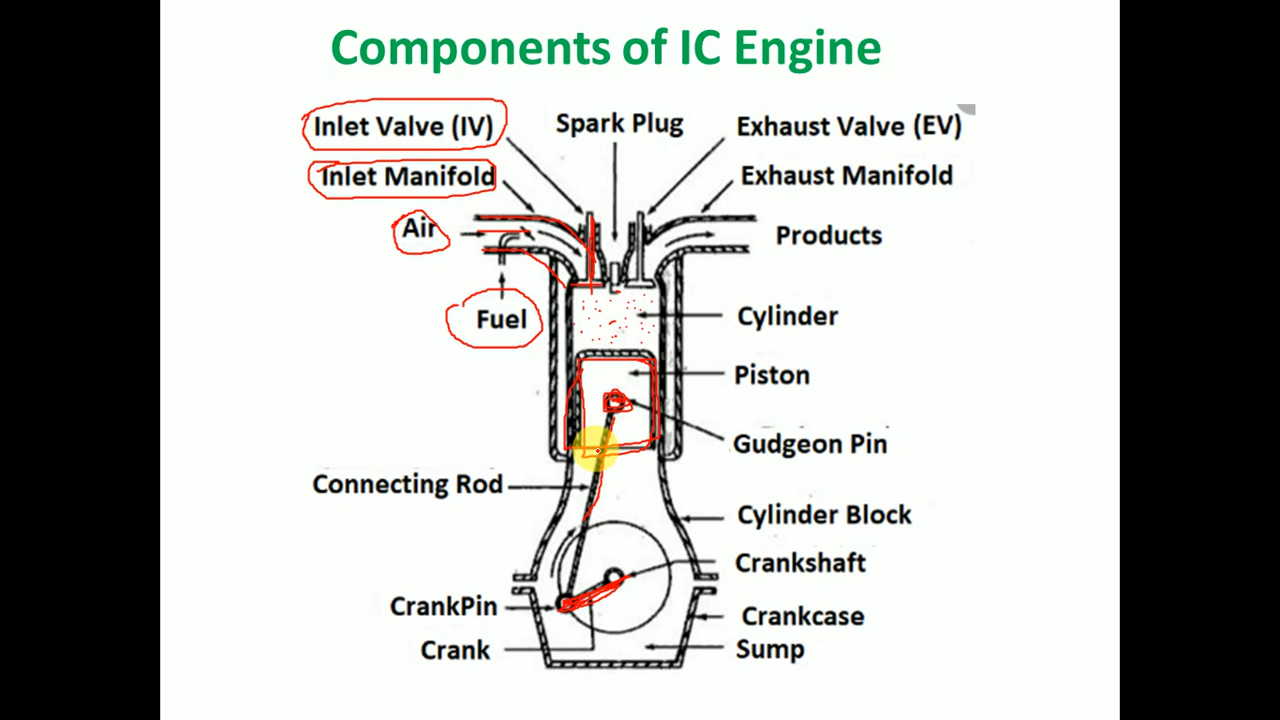 Components of IC Engine
Inlet Valve (IV)
Spark Plug
Exhaust Valve (EV)
Inlet Manifold
Exhaust Manifold
Air
Products
Fuel
Cylinder
Piston
Gudgeon Pin
Connecting Rod
Cylinder Block
Crankshaft
CrankPin
Crankcase
Crank
Sump